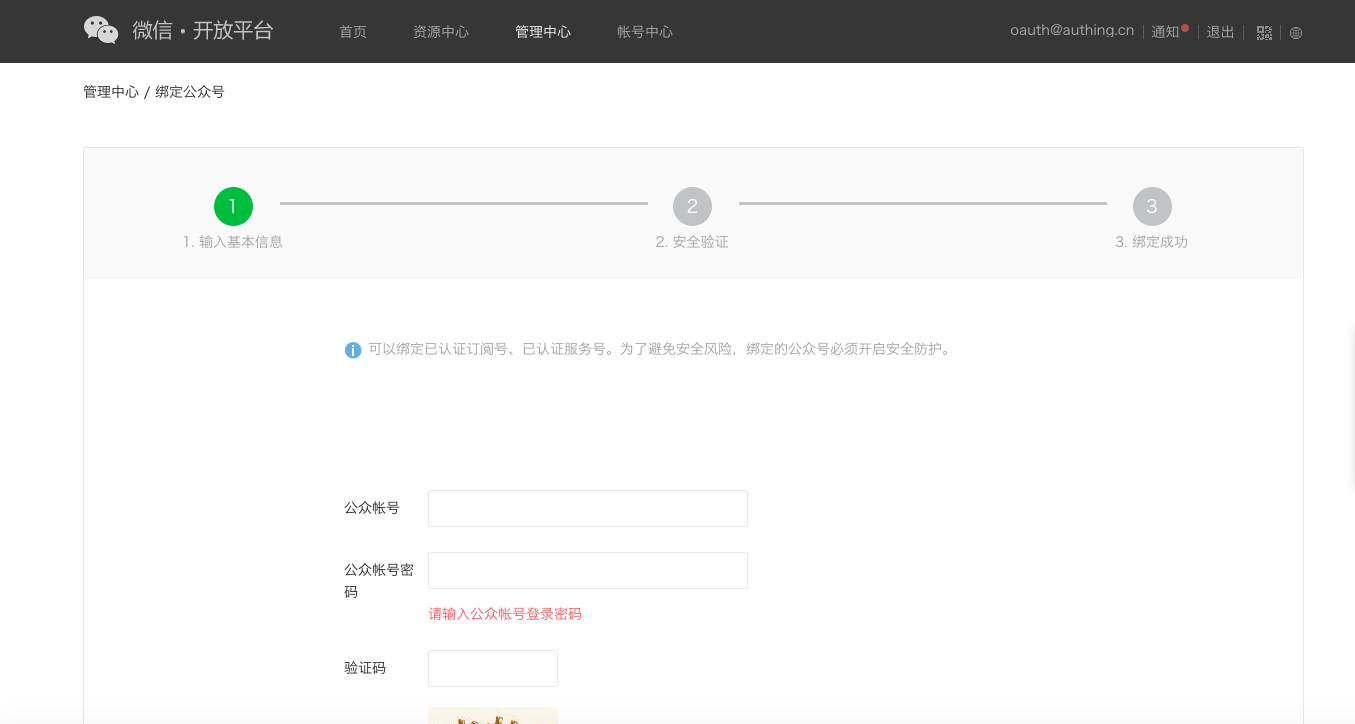 微信·开放平台 首页 资源中心 管理中心 帐号中心 oauth@authing.cn 通知 退出
管理中心 / 绑定公众号
1 2 3
1. 输入基本信息 2. 安全验证 3. 绑定成功
可以绑定已认证订阅号、已认证服务号。为了避免安全风险，绑定的公众号必须开启安全防护。
公众帐号
公众帐号密
码
请输入公众帐号登录密码
验证码